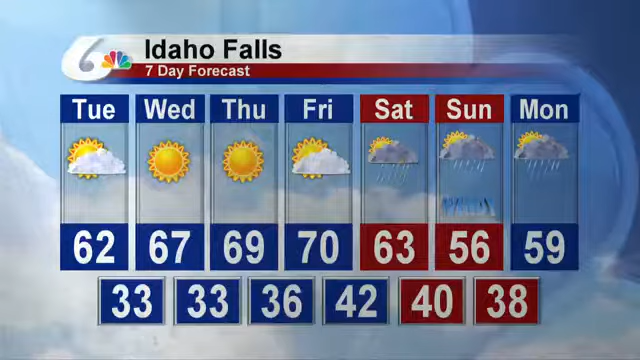 6 Idaho Falls
7 Day Forecast
Tue Wed Thu Fri Sat Sun Mon
62 67 69 70 63 56 59
33 33 36 42 40 38